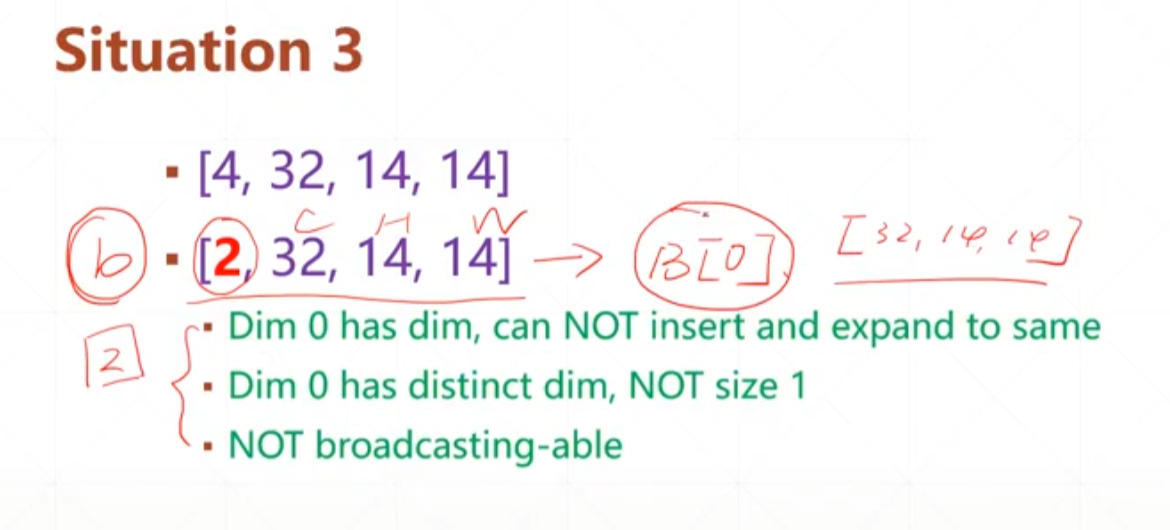 Situation 3
[4, 32, 14, 14]
C H W
b [2, 32, 14, 14] → B[0] [32, 14, 14]
Dim 0 has dim, can NOT insert and expand to same
2
Dim 0 has distinct dim, NOT size 1
NOT broadcasting-able